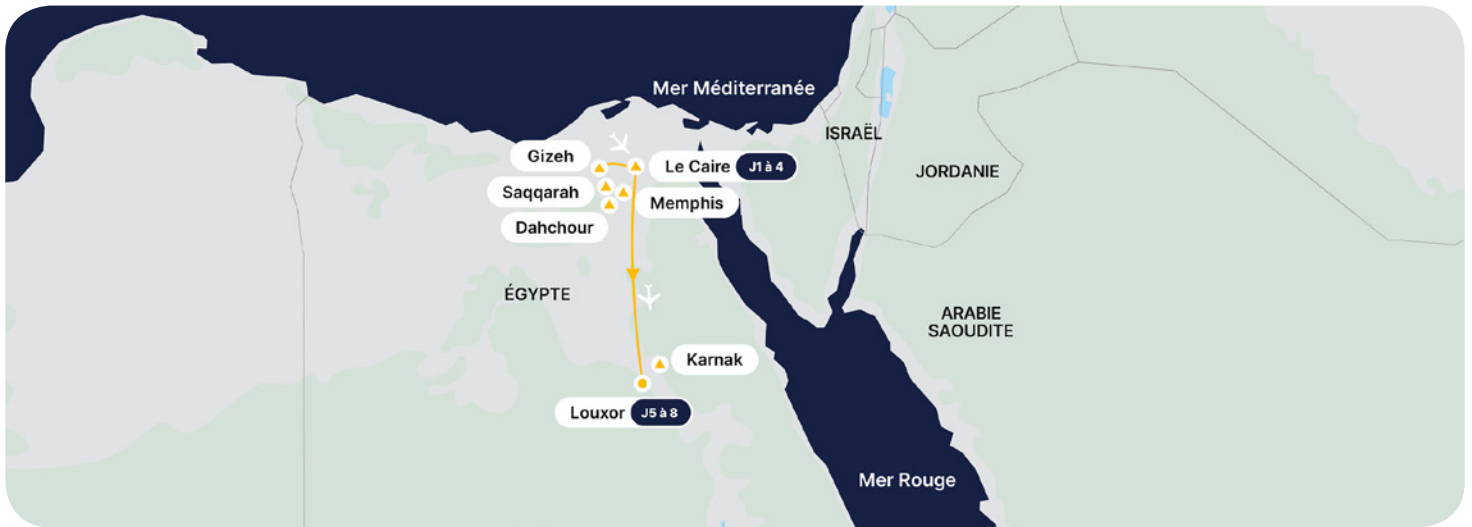 Mer Méditerranée
ISRAËL
Gizeh
Le Caire J1 à 4
JORDANIE
Saqqarah
Memphis
Dahchour
ÉGYPTE
ARABIE
SAOUDITE
Karnak
Louxor J5 à 8
Mer Rouge